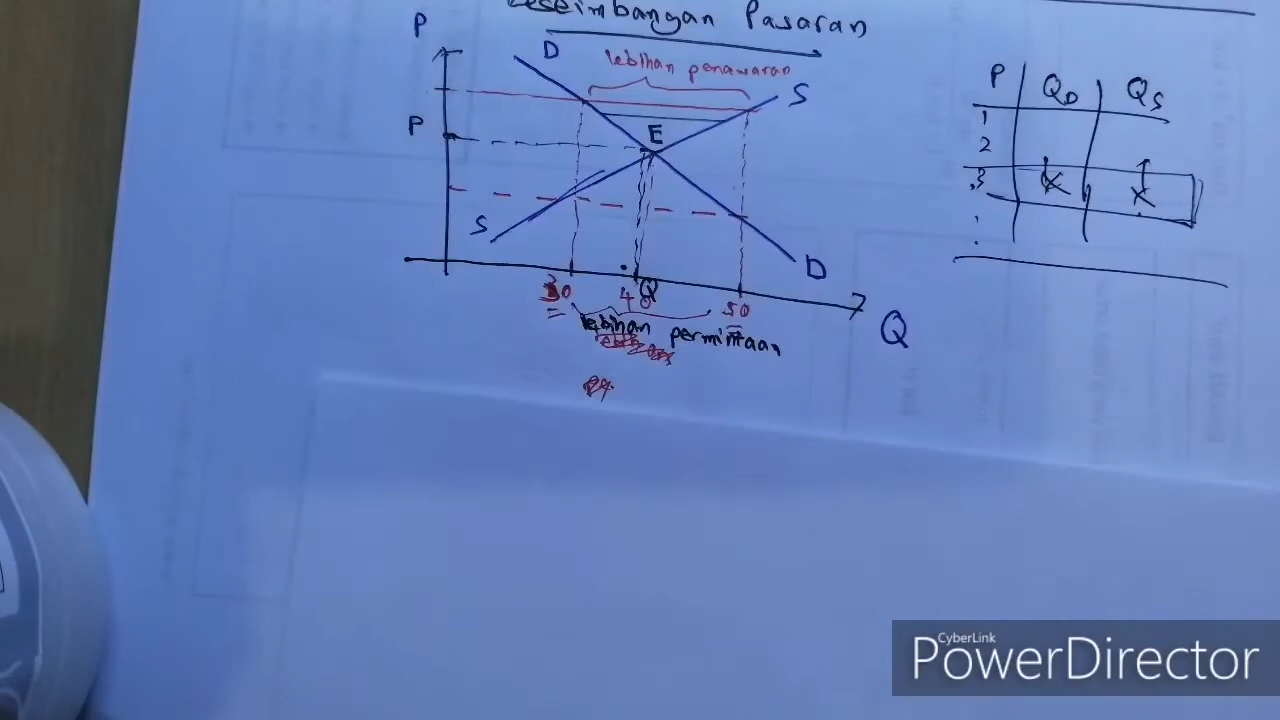 Keseimbangan Pasaran
P
D
lebihan penawaran
S
P
E
S
D
30
40
Q
50
Q
lebihan permintaan
P QD QS
1
2
3 X X
:
CyberLink
PowerDirector